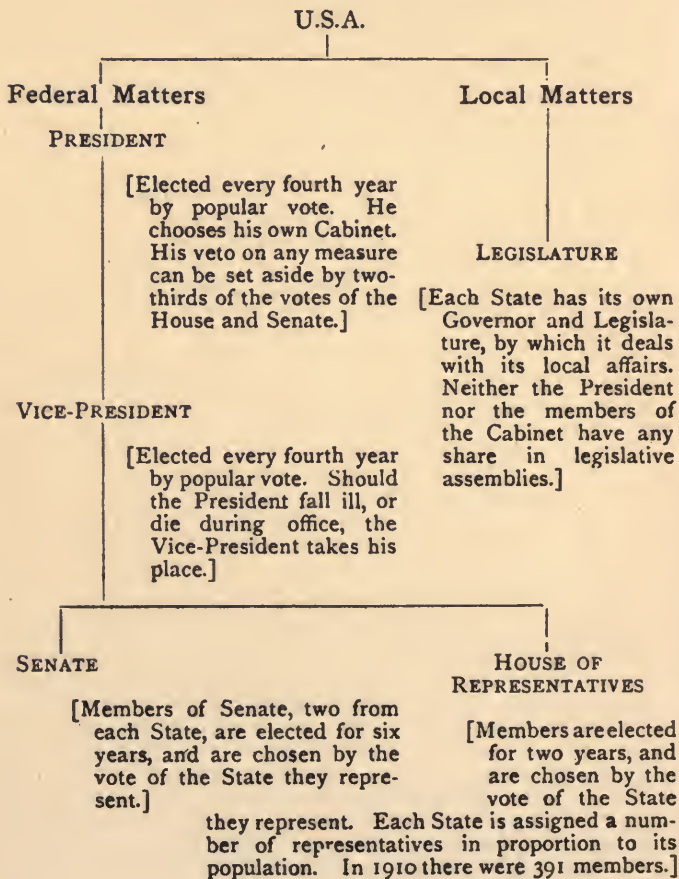 U.S.A.
Federal Matters
Local Matters
PRESIDENT
[Elected every fourth year
by popular vote. He
chooses his own Cabinet.
His veto on any measure
can be set aside by two-
thirds of the votes of the
House and Senate.]
LEGISLATURE
[Each State has its own
Governor and Legisla-
ture, by which it deals
with its local affairs.
Neither the President
nor the members of
the Cabinet have any
share in legislative
assemblies.]
VICE-PRESIDENT
[Elected every fourth year
by popular vote. Should
the President fall ill, or
die during office, the
Vice-President takes his
place.]
SENATE
[Members of Senate, two from
each State, are elected for six
years, and are chosen by the
vote of the State they repre-
sent.]
HOUSE OF
REPRESENTATIVES
[Members are elected
for two years, and
are chosen by the
vote of the State
they represent. Each State is assigned a num-
ber of representatives in proportion to its
population. In 1910 there were 391 members.]